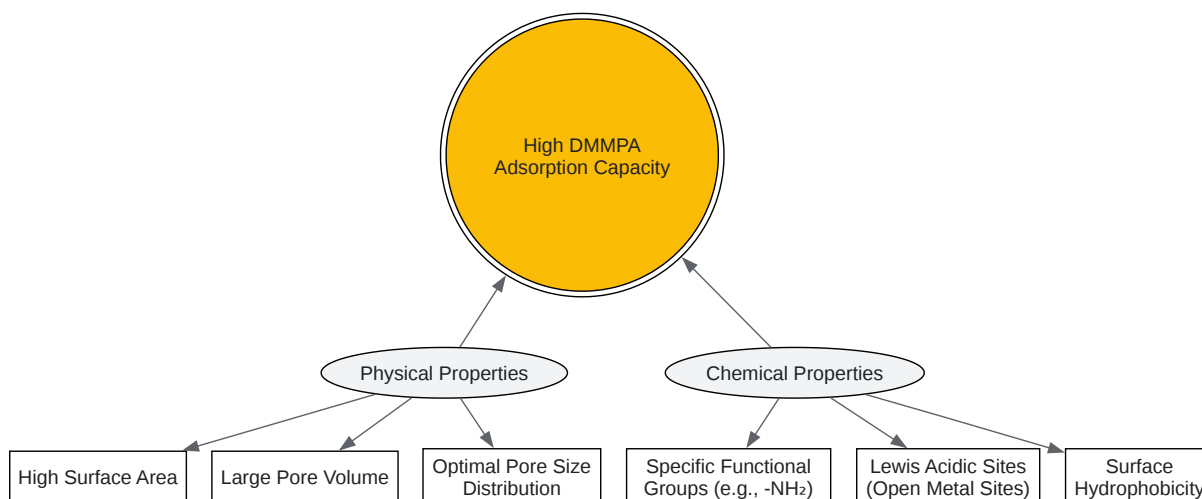 High DMMPA
Adsorption Capacity
Physical Properties
Chemical Properties
High Surface Area
Large Pore Volume
Optimal Pore Size
Distribution
Specific Functional
Groups (e.g., -NH₂)
Lewis Acidic Sites
(Open Metal Sites)
Surface
Hydrophobicity